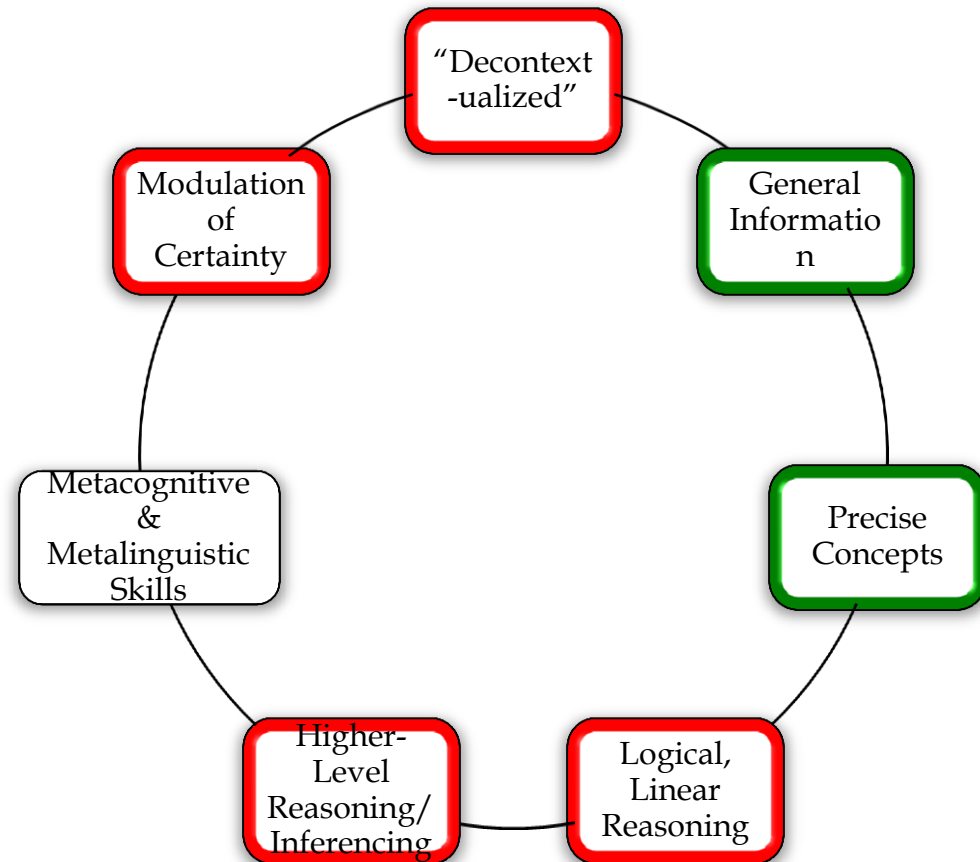 “Decontext
-ualized”
General
Informatio
n
Precise
Concepts
Logical,
Linear
Reasoning
Higher-
Level
Reasoning/
Inferencing
Metacognitive
&
Metalinguistic
Skills
Modulation
of
Certainty